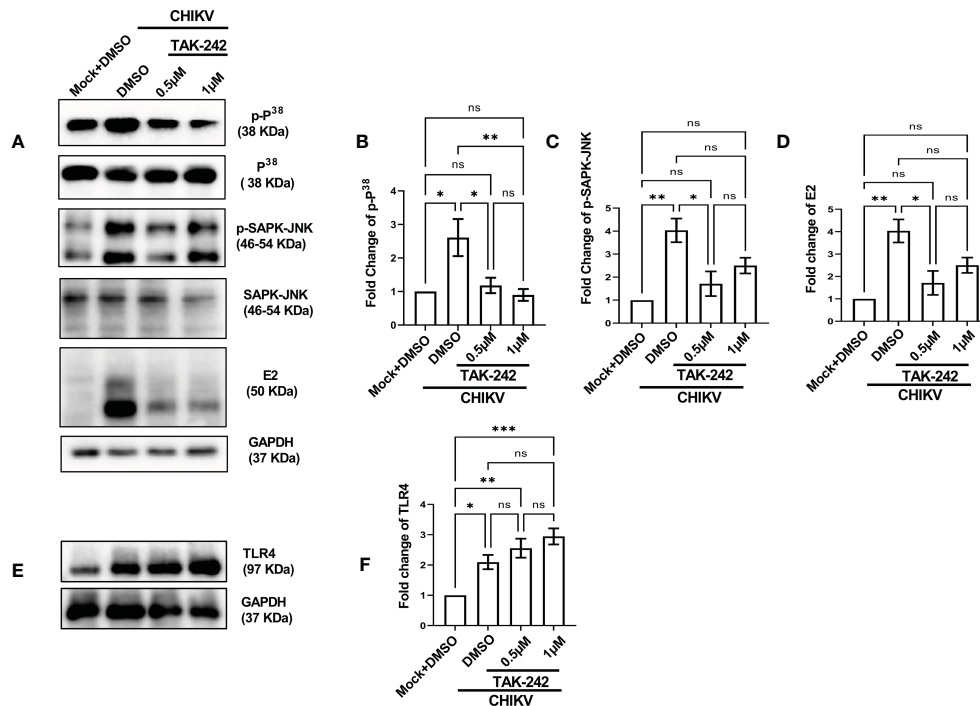 CHIKV
TAK-242
Mock+DMSO
DMSO
0.5µM
1µM
A
p-P³⁸
(38 KDa)
P³⁸
( 38 KDa)
p-SAPK-JNK
(46-54 KDa)
SAPK-JNK
(46-54 KDa)
E2
(50 KDa)
GAPDH
(37 KDa)
B
ns
**
ns
*
*
ns
Fold Change of p-P³⁸
4
3
2
1
0
Mock+DMSO
DMSO
0.5µM
1µM
TAK-242
CHIKV
C
ns
ns
ns
**
*
ns
Fold Change of p-SAPK-JNK
5
4
3
2
1
0
Mock+DMSO
DMSO
0.5µM
1µM
TAK-242
CHIKV
D
ns
ns
ns
**
*
ns
Fold Change of E2
5
4
3
2
1
0
Mock+DMSO
DMSO
0.5µM
1µM
TAK-242
CHIKV
E
TLR4
(97 KDa)
GAPDH
(37 KDa)
F
***
ns
**
*
ns
ns
Fold change of TLR4
4
3
2
1
0
Mock+DMSO
DMSO
0.5µM
1µM
TAK-242
CHIKV